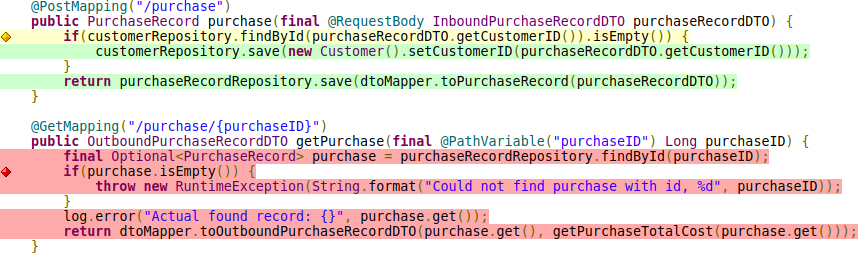 @PostMapping("/purchase")
public PurchaseRecord purchase(final @RequestBody InboundPurchaseRecordDTO purchaseRecordDTO) {
    if(customerRepository.findById(purchaseRecordDTO.getCustomerID()).isEmpty()) {
        customerRepository.save(new Customer().setCustomerID(purchaseRecordDTO.getCustomerID()));
    }
    return purchaseRecordRepository.save(dtoMapper.toPurchaseRecord(purchaseRecordDTO));
}

@GetMapping("/purchase/{purchaseID}")
public OutboundPurchaseRecordDTO getPurchase(final @PathVariable("purchaseID") Long purchaseID) {
    final Optional<PurchaseRecord> purchase = purchaseRecordRepository.findById(purchaseID);
    if(purchase.isEmpty()) {
        throw new RuntimeException(String.format("Could not find purchase with id, %d", purchaseID));
    }
    log.error("Actual found record: {}", purchase.get());
    return dtoMapper.toOutboundPurchaseRecordDTO(purchase.get(), getPurchaseTotalCost(purchase.get()));
}